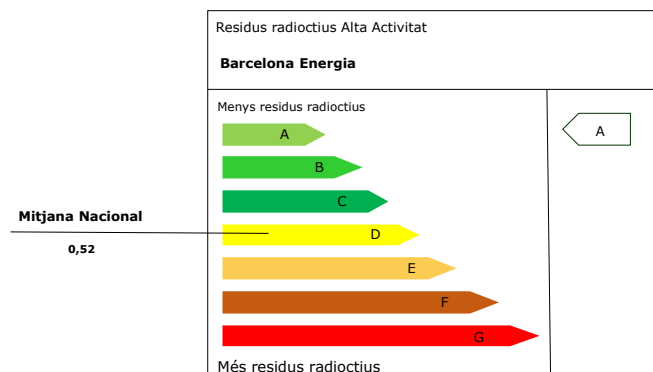 Residus radioctius Alta Activitat
Barcelona Energia
Menys residus radioctius
A
A
B
C
Mitjana Nacional
D
0,52
E
F
G
Més residus radioctius